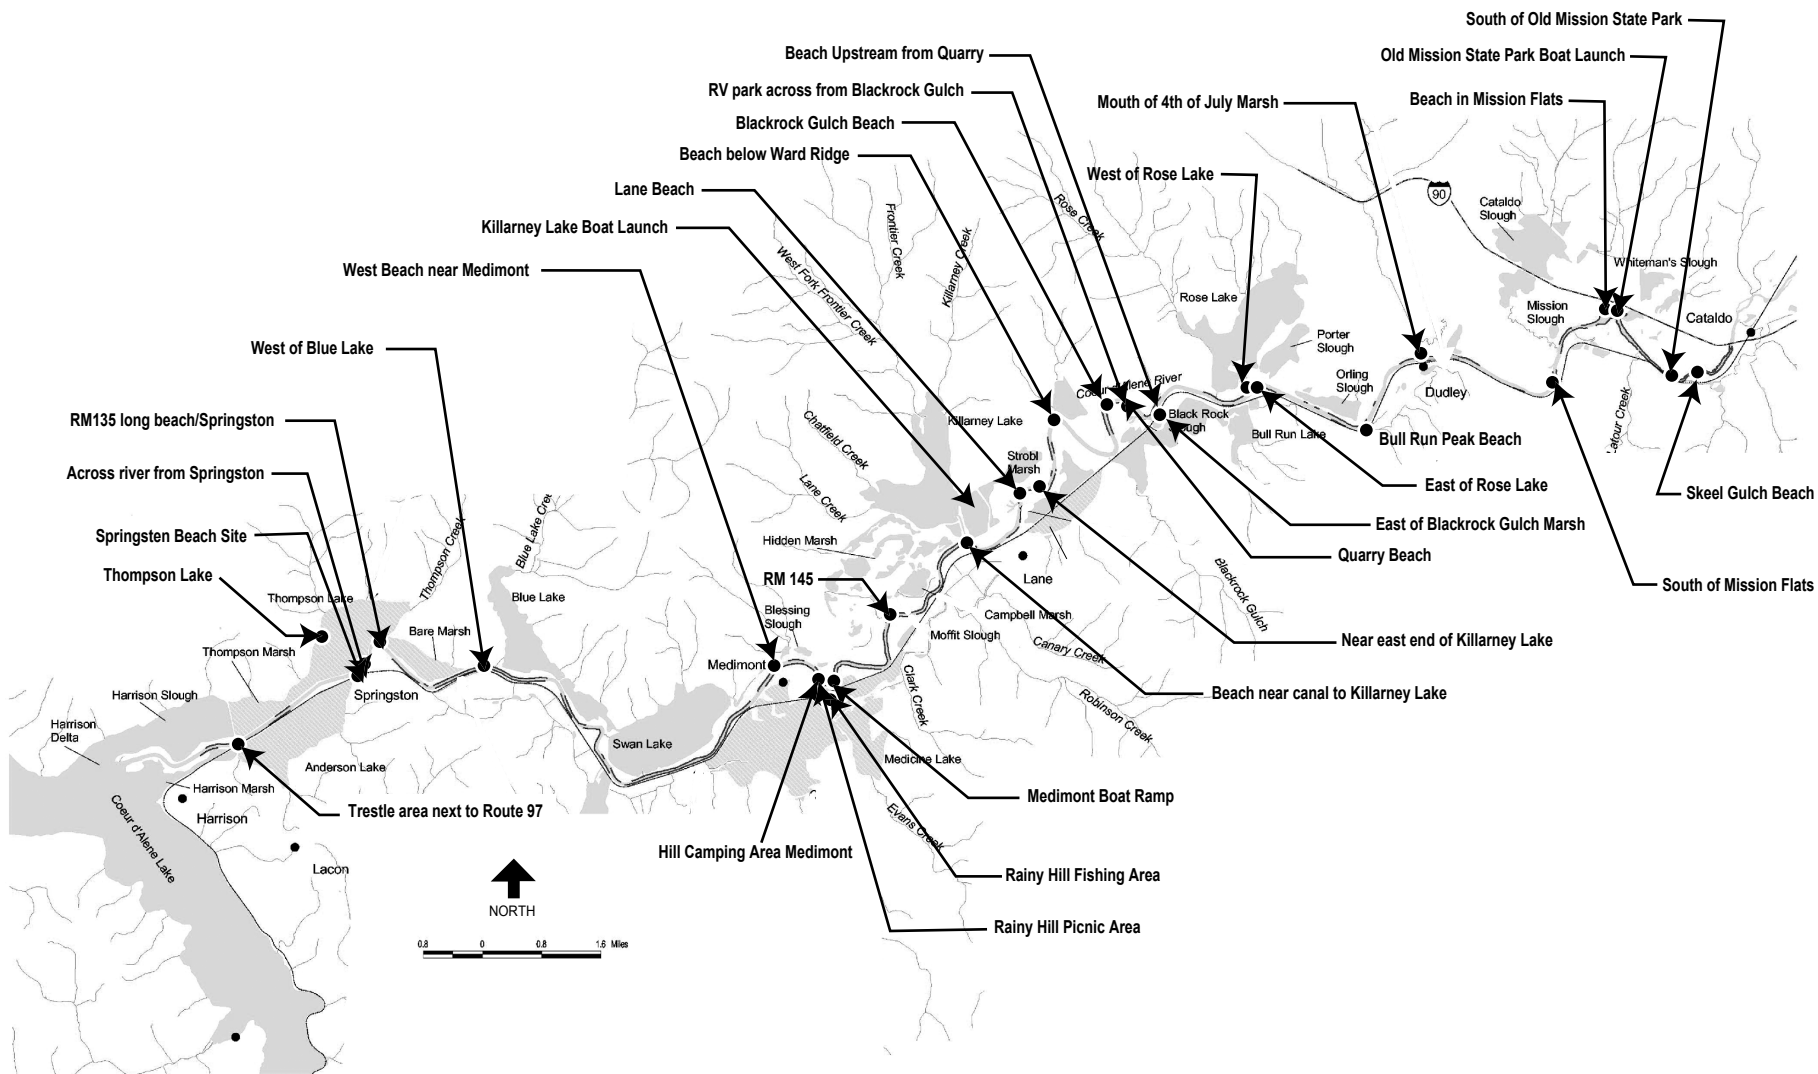 South of Old Mission State Park
Old Mission State Park Boat Launch
Beach Upstream from Quarry
RV park across from Blackrock Gulch
Mouth of 4th of July Marsh
Beach in Mission Flats
Blackrock Gulch Beach
Beach below Ward Ridge
West of Rose Lake
Lane Beach
Killarney Lake Boat Launch
West Beach near Medimont
West of Blue Lake
RM135 long beach/Springston
Across river from Springston
Springsten Beach Site
Thompson Lake
90
Cataldo
Slough
Whiteman's Slough
Mission
Slough
Cataldo
Rose Creek
Frontier Creek
Killarney Creek
West Fork Frontier Creek
Rose Lake
Porter
Slough
Orling
Slough
Dudley
Latour Creek
Killarney Lake
Black Rock
Slough
Bull Run Lake
Bull Run Peak Beach
Chatfield Creek
Lane Creek
Strobl
Marsh
East of Rose Lake
Skeel Gulch Beach
East of Blackrock Gulch Marsh
Quarry Beach
South of Mission Flats
Hidden Marsh
Lane
Blackrock Gulch
RM 145
Thompson Creek
Blue Lake
Thompson Lake
Blessing
Slough
Campbell Marsh
Moffit Slough
Canary Creek
Near east end of Killarney Lake
Bare Marsh
Thompson Marsh
Medimont
Clark Creek
Robinson Creek
Beach near canal to Killarney Lake
Springston
Harrison Slough
Harrison
Delta
Swan Lake
Medicine Lake
Anderson Lake
Harrison Marsh
Harrison
Trestle area next to Route 97
Medimont Boat Ramp
Coeur d'Alene Lake
Evans Creek
Hill Camping Area Medimont
Lacon
Rainy Hill Fishing Area
NORTH
Rainy Hill Picnic Area
0.8 0 0.8 1.6 Miles